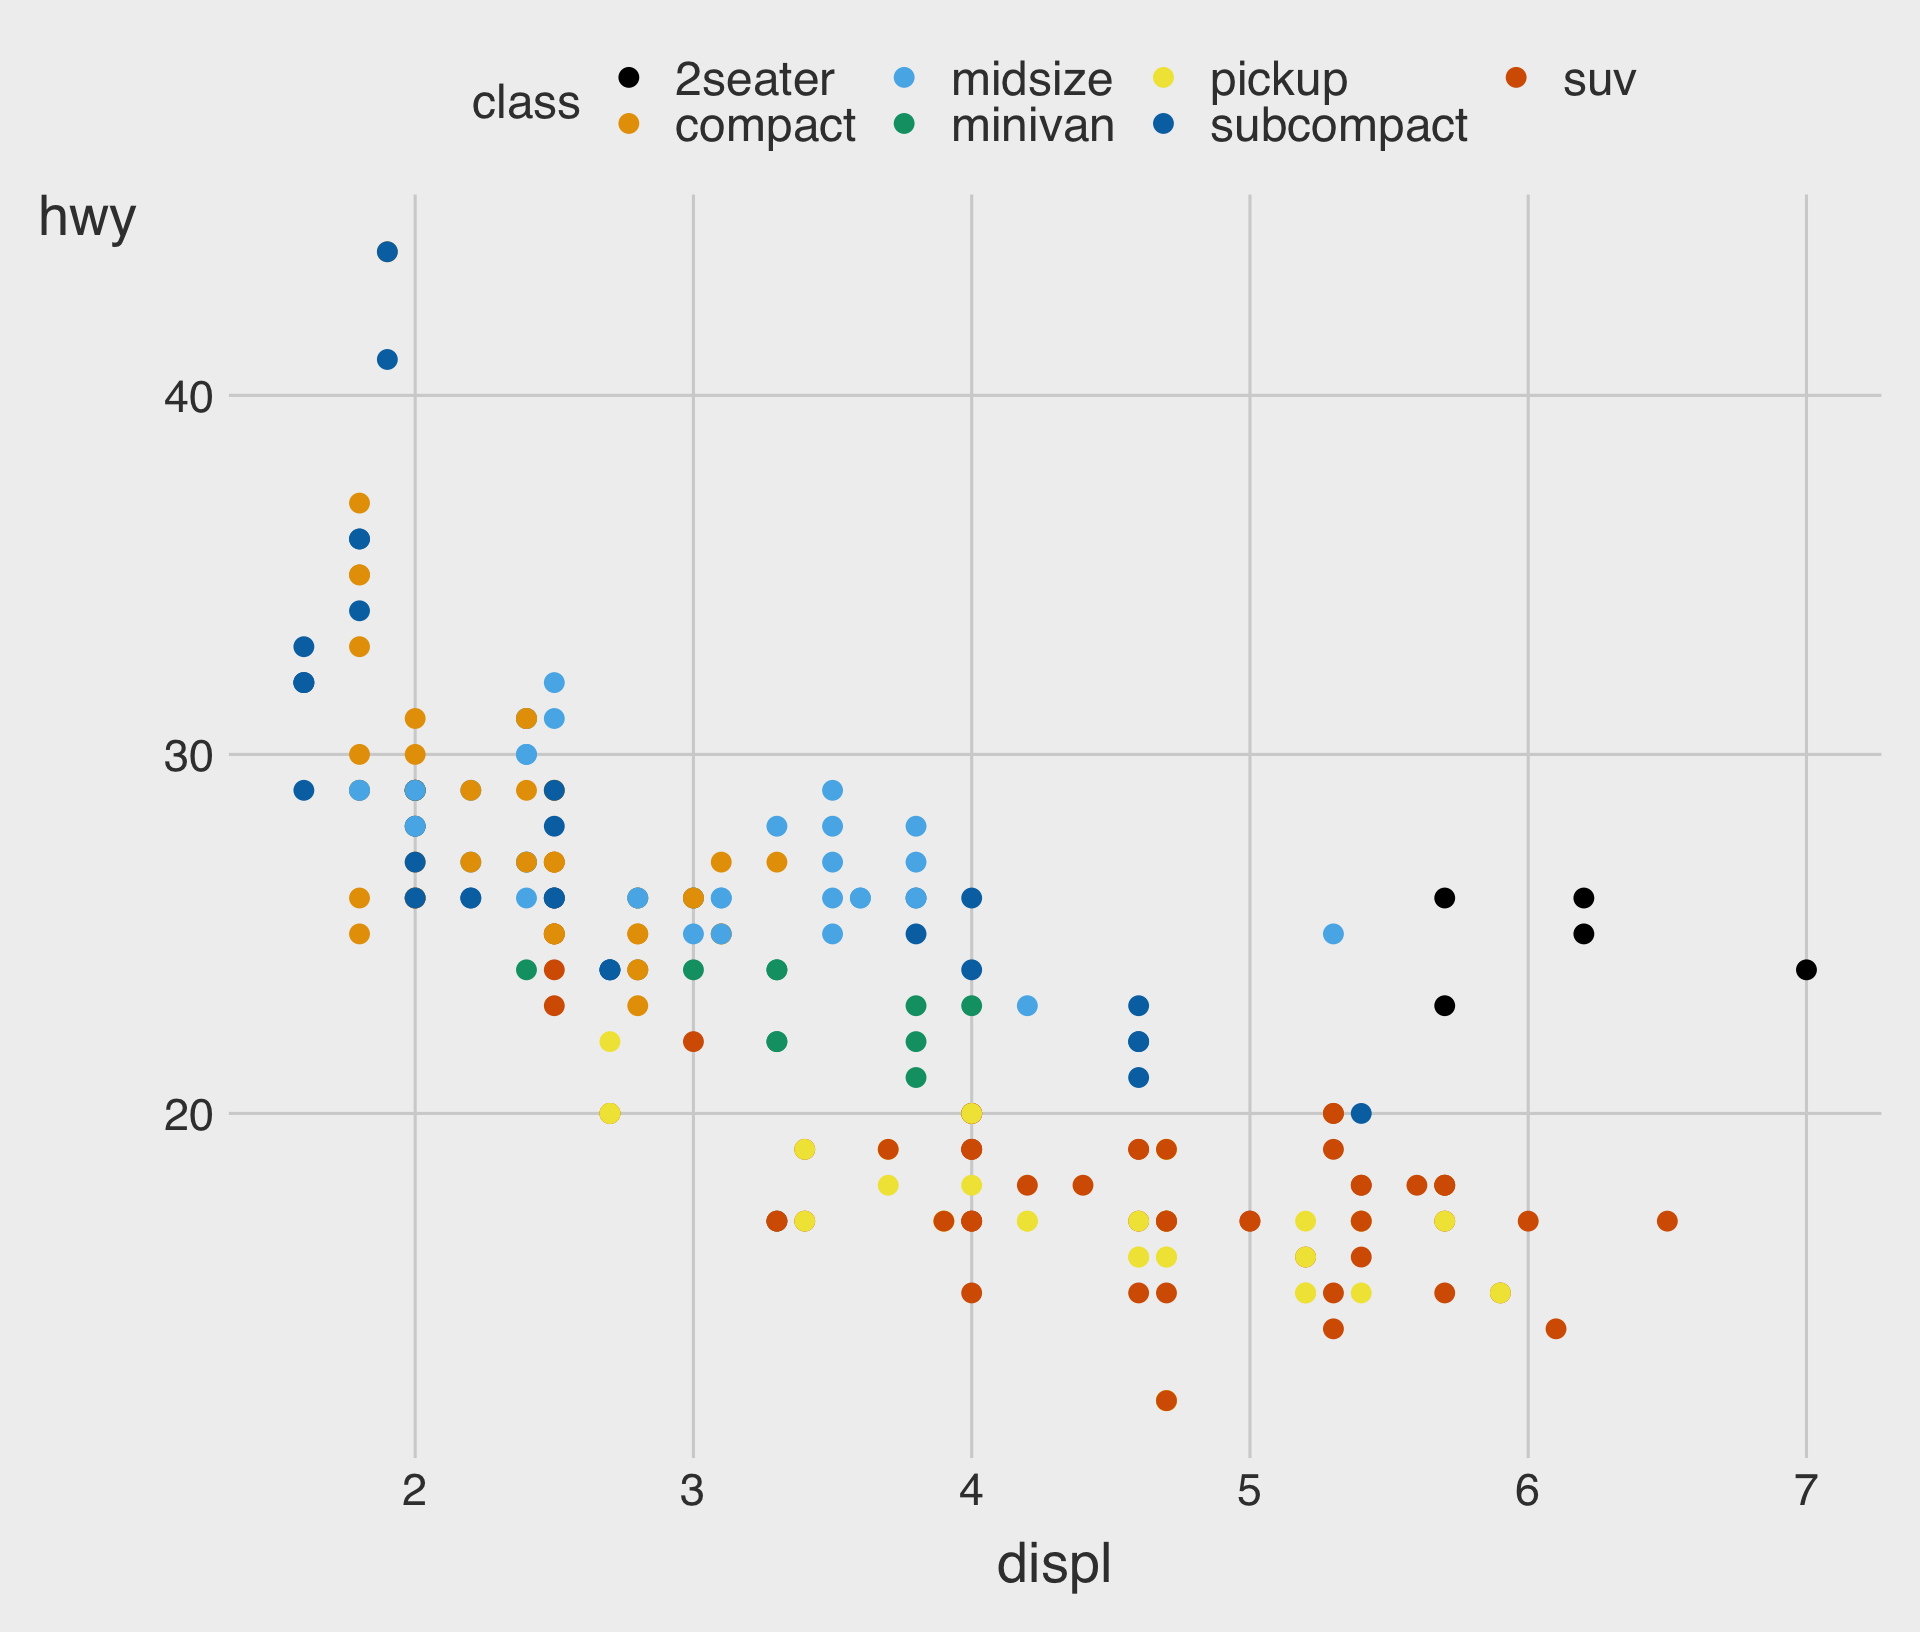 class 2seater midsize pickup suv
compact minivan subcompact
hwy
40
30
20
2 3 4 5 6 7
displ